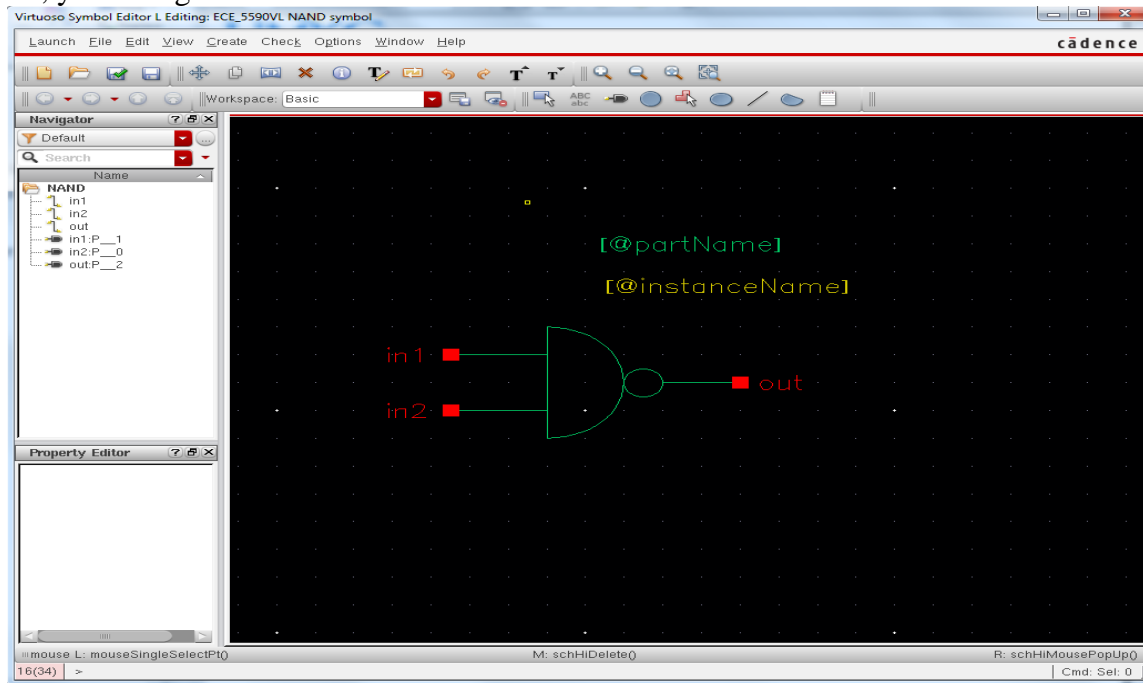 Virtuoso Symbol Editor L Editing: ECE_5590VL NAND symbol
Launch File Edit View Create Check Options Window Help
cādence
Workspace: Basic
ABC
abc
Navigator
Default
Search
Name
NAND
in1
in2
out
in1:P__1
in2:P__0
out:P__2
[@partName]
[@instanceName]
in1
out
in2
Property Editor
mouse L: mouseSingleSelectPt() M: schHiDelete() R: schHiMousePopUp()
16(34) > Cmd: Sel: 0